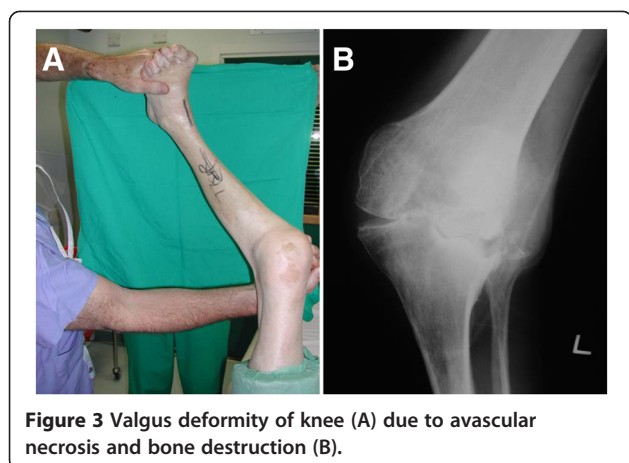 A
B
L
Figure 3 Valgus deformity of knee (A) due to avascular
necrosis and bone destruction (B).